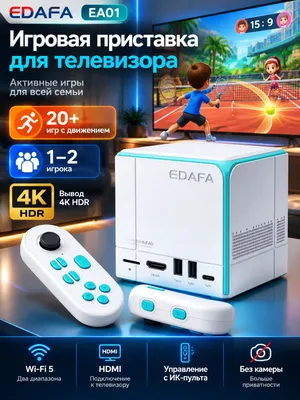 EDAFA EA01
15 : 9
Игровая приставка
для телевизора
Активные игры
для всей семьи
20+
игр с движением
1–2
игрока
4K
HDR
Вывод
4K HDR
EDAFA
Wi-Fi 5
Два диапазона
HDMI
HDMI
Подключение
к телевизору
Управление
с ИК-пульта
Без камеры
Больше
приватности